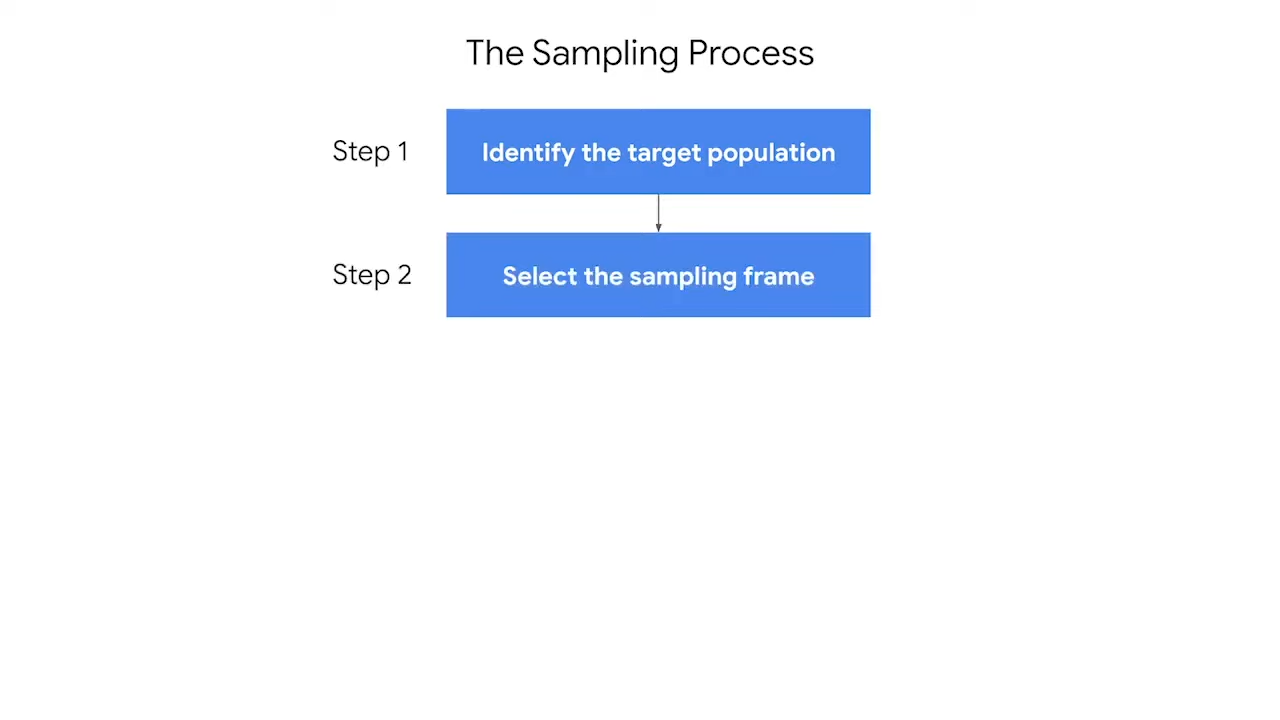 The Sampling Process
Step 1
Identify the target population
Step 2
Select the sampling frame